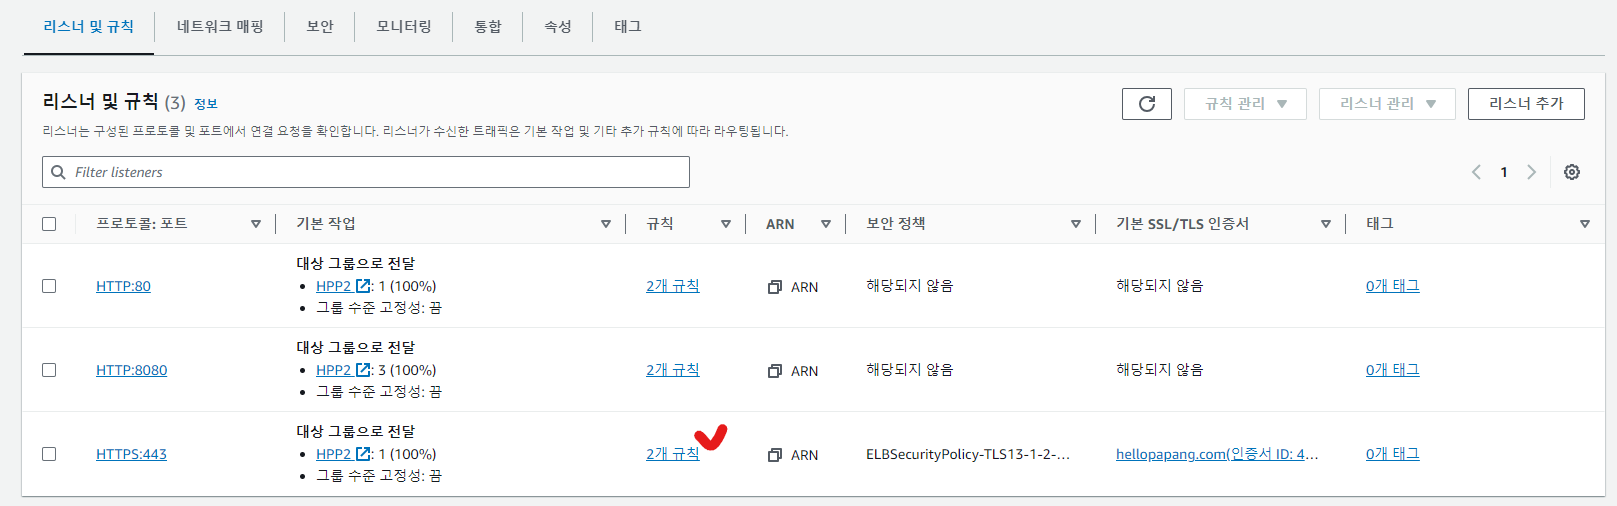 리스너 및 규칙 네트워크 매핑 보안 모니터링 통합 속성 태그
리스너 및 규칙 (3) 정보
규칙 관리 리스너 관리 리스너 추가
리스너는 구성된 프로토콜 및 포트에서 연결 요청을 확인합니다. 리스너가 수신한 트래픽은 기본 작업 및 기타 추가 규칙에 따라 라우팅됩니다.
Filter listeners
1
프로토콜: 포트 기본 작업 규칙 ARN 보안 정책 기본 SSL/TLS 인증서 태그
대상 그룹으로 전달
HTTP:80 • HPP2: 1 (100%) 2개 규칙 ARN 해당되지 않음 해당되지 않음 0개 태그
• 그룹 수준 고정성: 끔
대상 그룹으로 전달
HTTP:8080 • HPP2: 3 (100%) 2개 규칙 ARN 해당되지 않음 해당되지 않음 0개 태그
• 그룹 수준 고정성: 끔
대상 그룹으로 전달
HTTPS:443 • HPP2: 1 (100%) 2개 규칙 ARN ELBSecurityPolicy-TLS13-1-2-... hellopapang.com(인증서 ID: 4... 0개 태그
• 그룹 수준 고정성: 끔